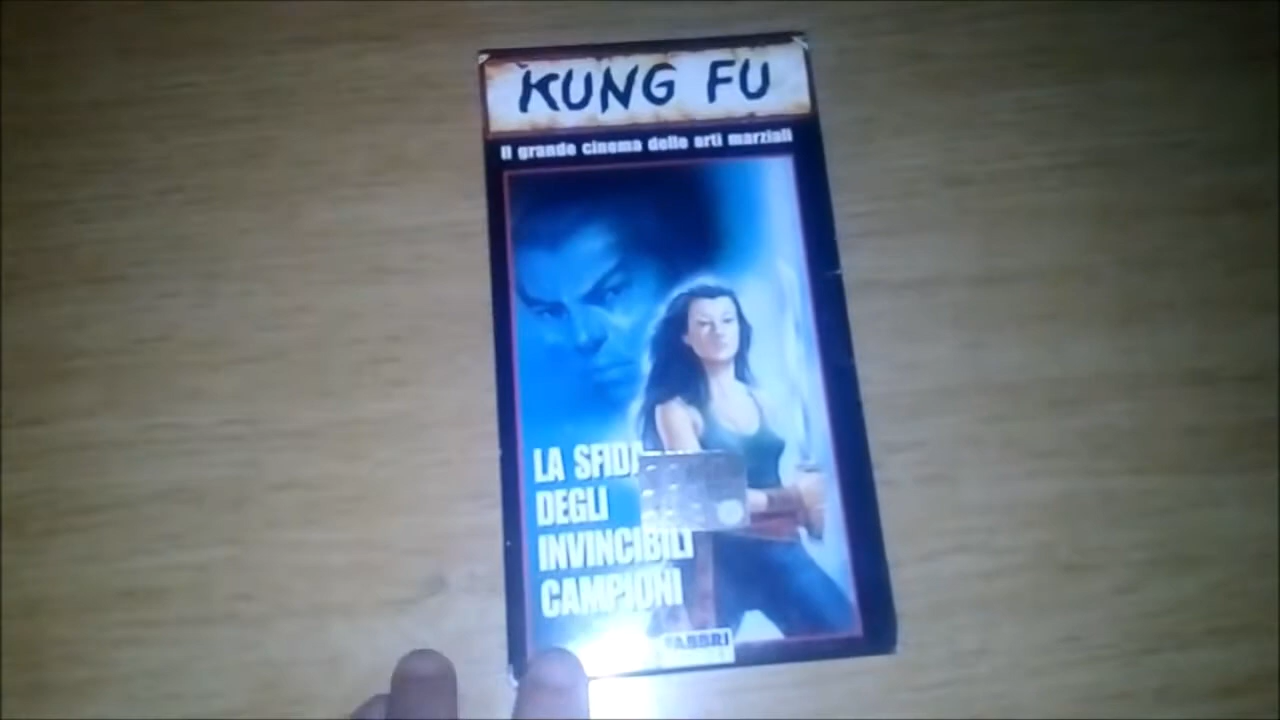 KUNG FU
Il grande cinema delle arti marziali
LA SFIDA
DEGLI
INVINCIBILI
CAMPIONI
FABBRI